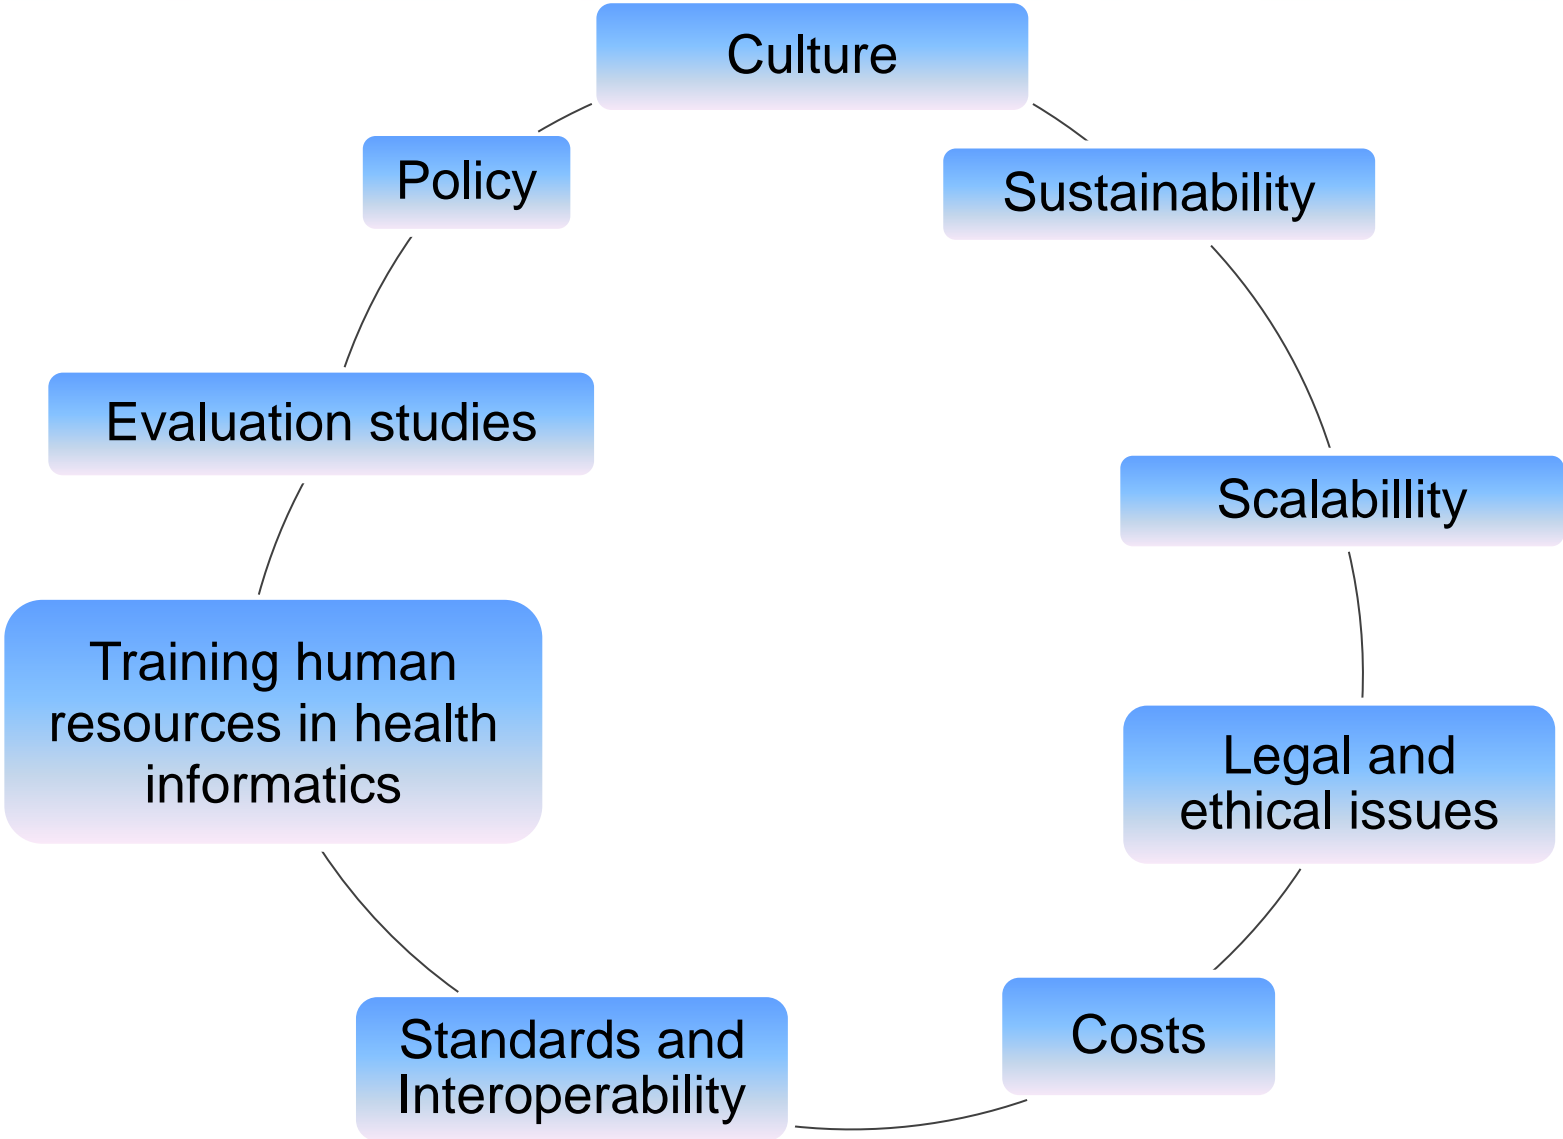 Culture
Sustainability
Scalabillity
Legal and
ethical issues
Costs
Standards and
Interoperability
Training human
resources in health
informatics
Evaluation studies
Policy